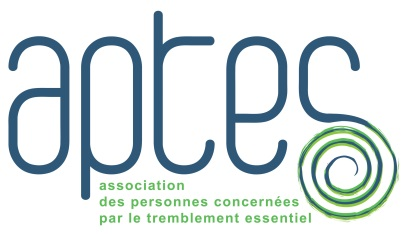 aptes
association
des personnes concernées
par le tremblement essentiel